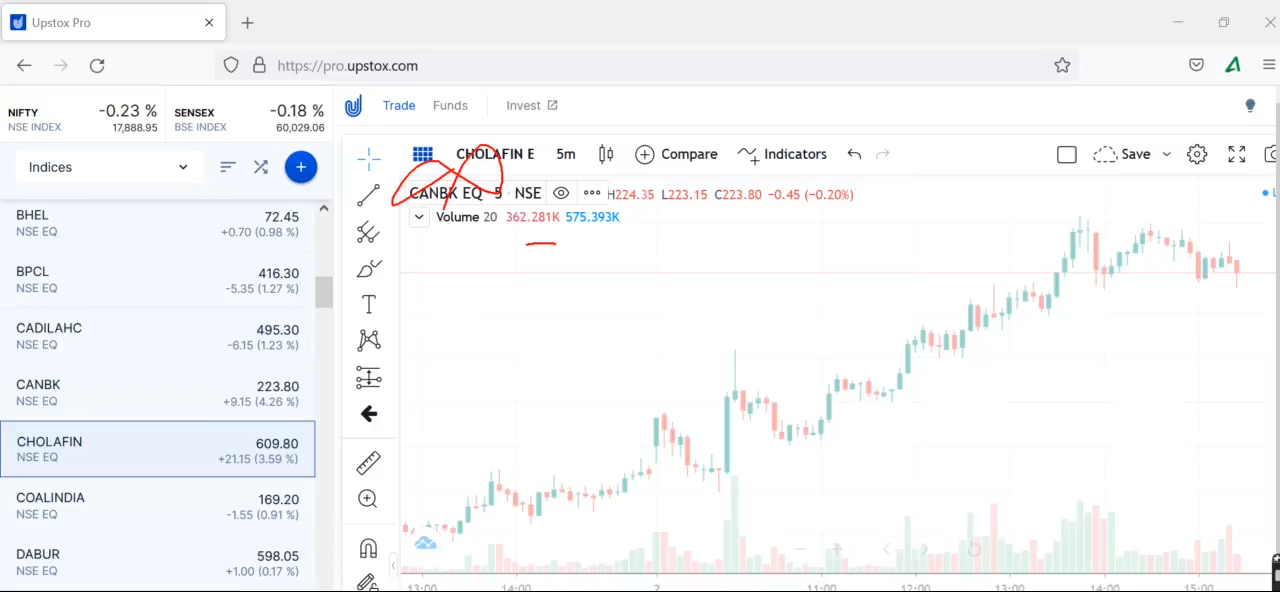 Upstox Pro
https://pro.upstox.com
NIFTY -0.23 %
NSE INDEX 17,888.95
SENSEX -0.18 %
BSE INDEX 60,029.06
Trade Funds Invest
Indices
CHOLAFIN E 5m Compare Indicators Save
CANBK EQ 5 NSE H224.35 L223.15 C223.80 -0.45 (-0.20%)
Volume 20 362.281K 575.393K
BHEL 72.45
NSE EQ +0.70 (0.98 %)
BPCL 416.30
NSE EQ -5.35 (1.27 %)
CADILAHC 495.30
NSE EQ -6.15 (1.23 %)
CANBK 223.80
NSE EQ +9.15 (4.26 %)
CHOLAFIN 609.80
NSE EQ +21.15 (3.59 %)
COALINDIA 169.20
NSE EQ -1.55 (0.91 %)
DABUR 598.05
NSE EQ +1.00 (0.17 %)
13:00 14:00 7 11:00 12:00 13:00 14:00 15:00